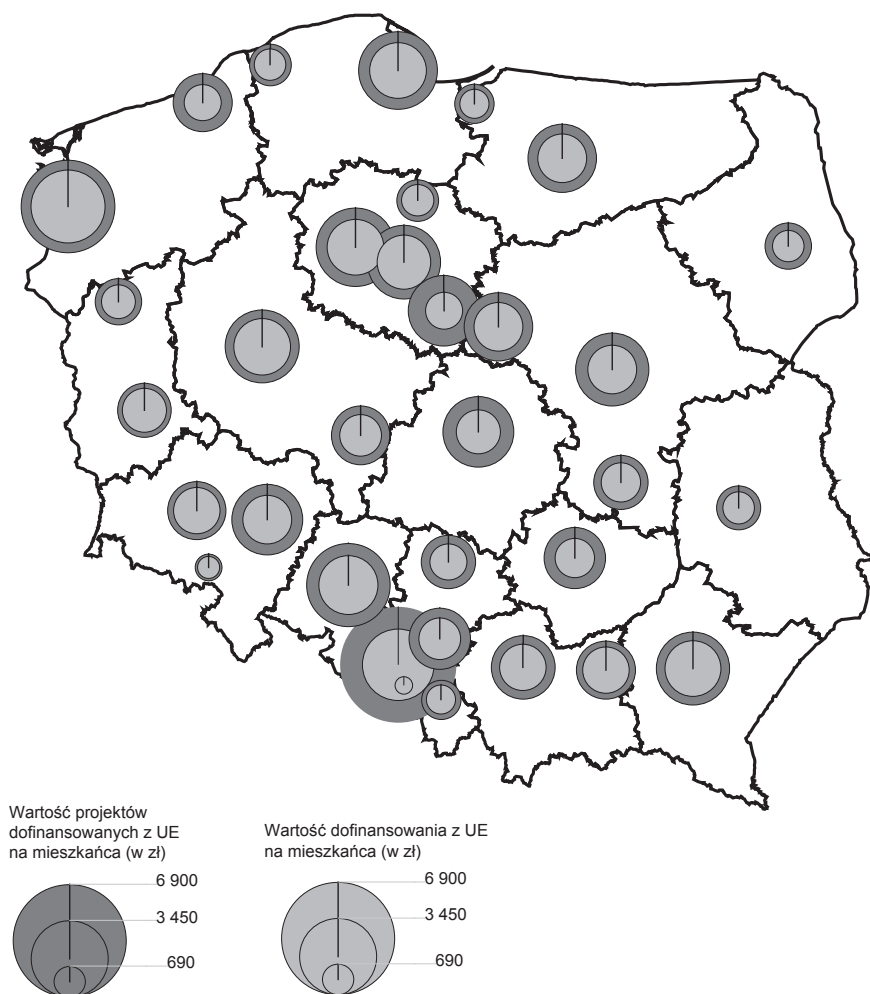 Wartość projektów
dofinansowanych z UE
na mieszkańca (w zł)
6 900
3 450
690
Wartość dofinansowania z UE
na mieszkańca (w zł)
6 900
3 450
690